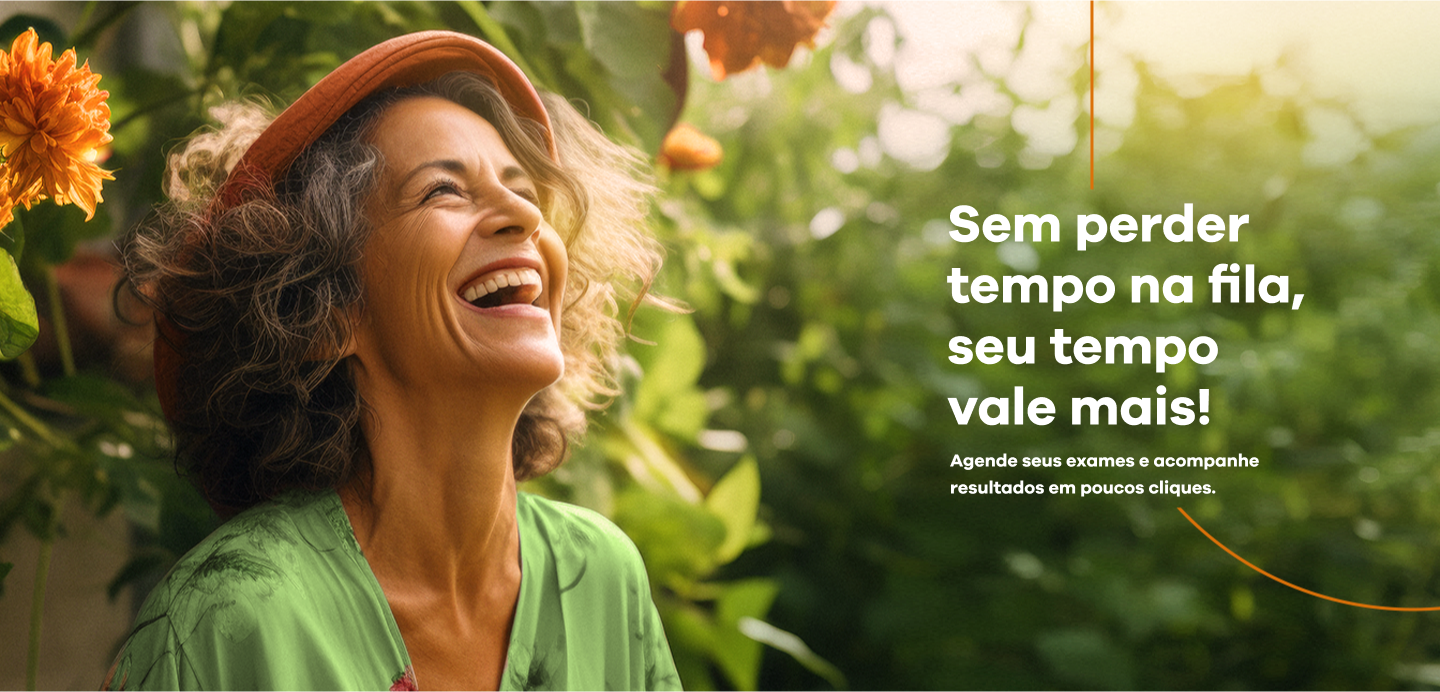 Sem perder
tempo na fila,
seu tempo
vale mais!
Agende seus exames e acompanhe
resultados em poucos cliques.